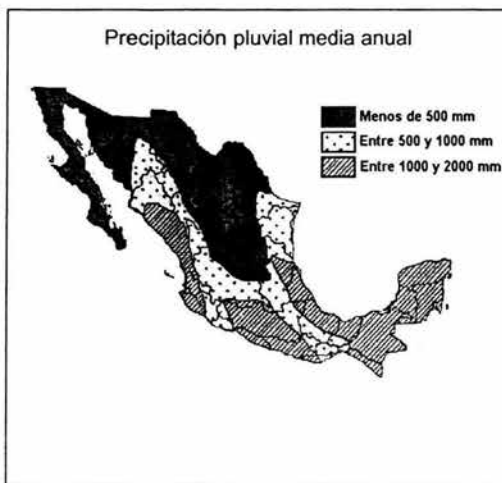 Precipitación pluvial media anual
Menos de 500 mm
Entre 500 y 1000 mm
Entre 1000 y 2000 mm